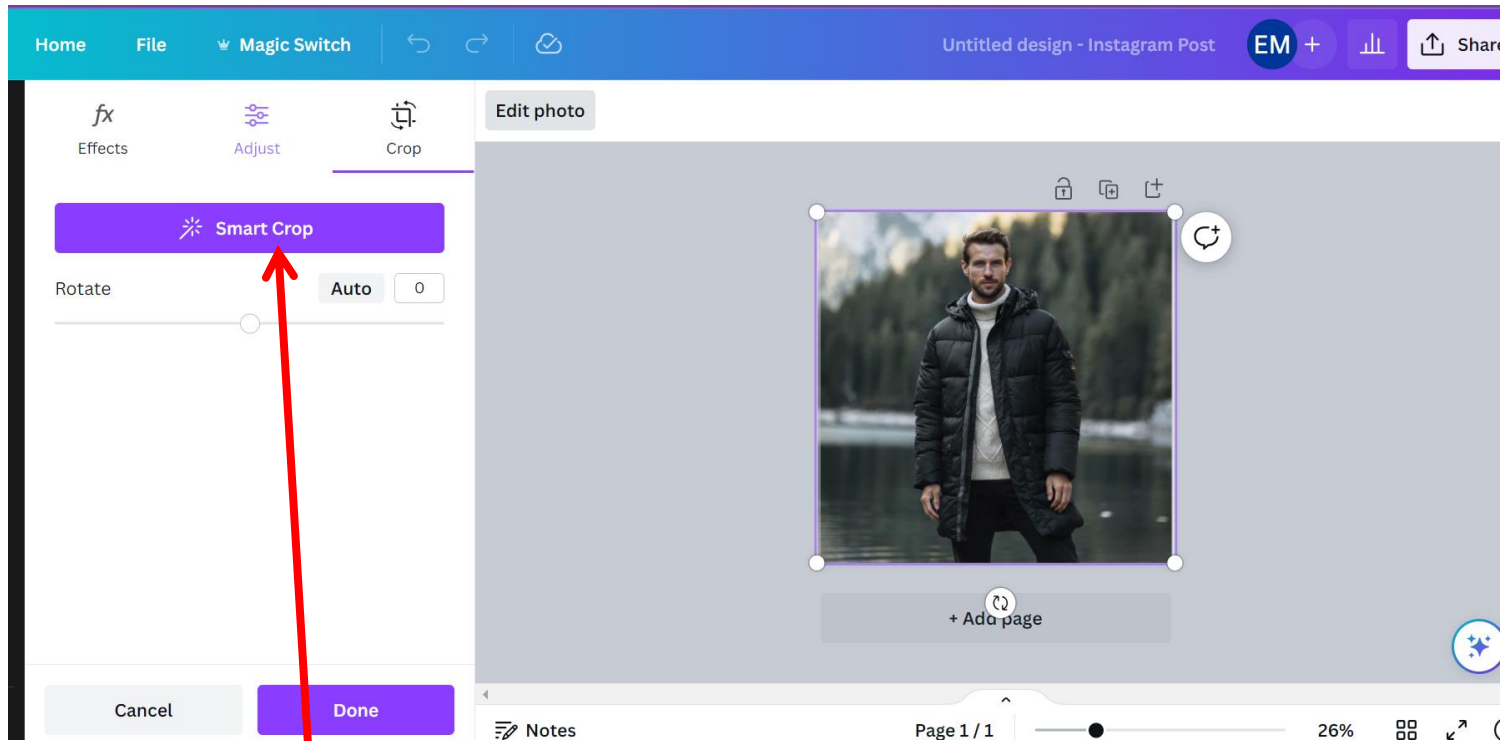 Home File Magic Switch Untitled design - Instagram Post EM + Share
fx
Effects Adjust Crop
Edit photo
Smart Crop
Rotate Auto 0
+ Add page
Cancel Done
Notes Page 1 / 1 26%